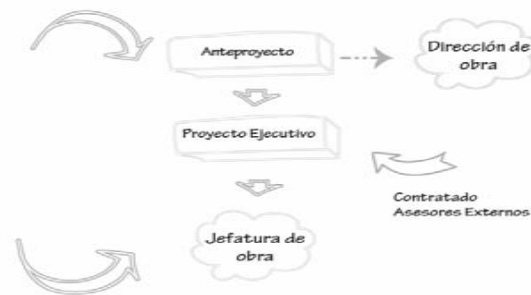 Anteproyecto
Dirección de
obra
Proyecto Ejecutivo
Contratado
Asesores Externos
Jefatura de
obra